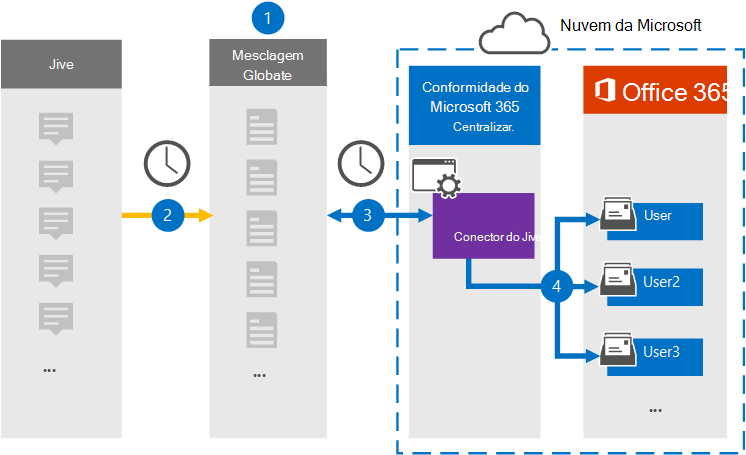 1
Nuvem da Microsoft
Jive
Mesclagem
Globate
Conformidade do
Microsoft 365
Centralizar.
Office 365
2
3
Conector do Jive
User
4
User2
User3
...
...
...